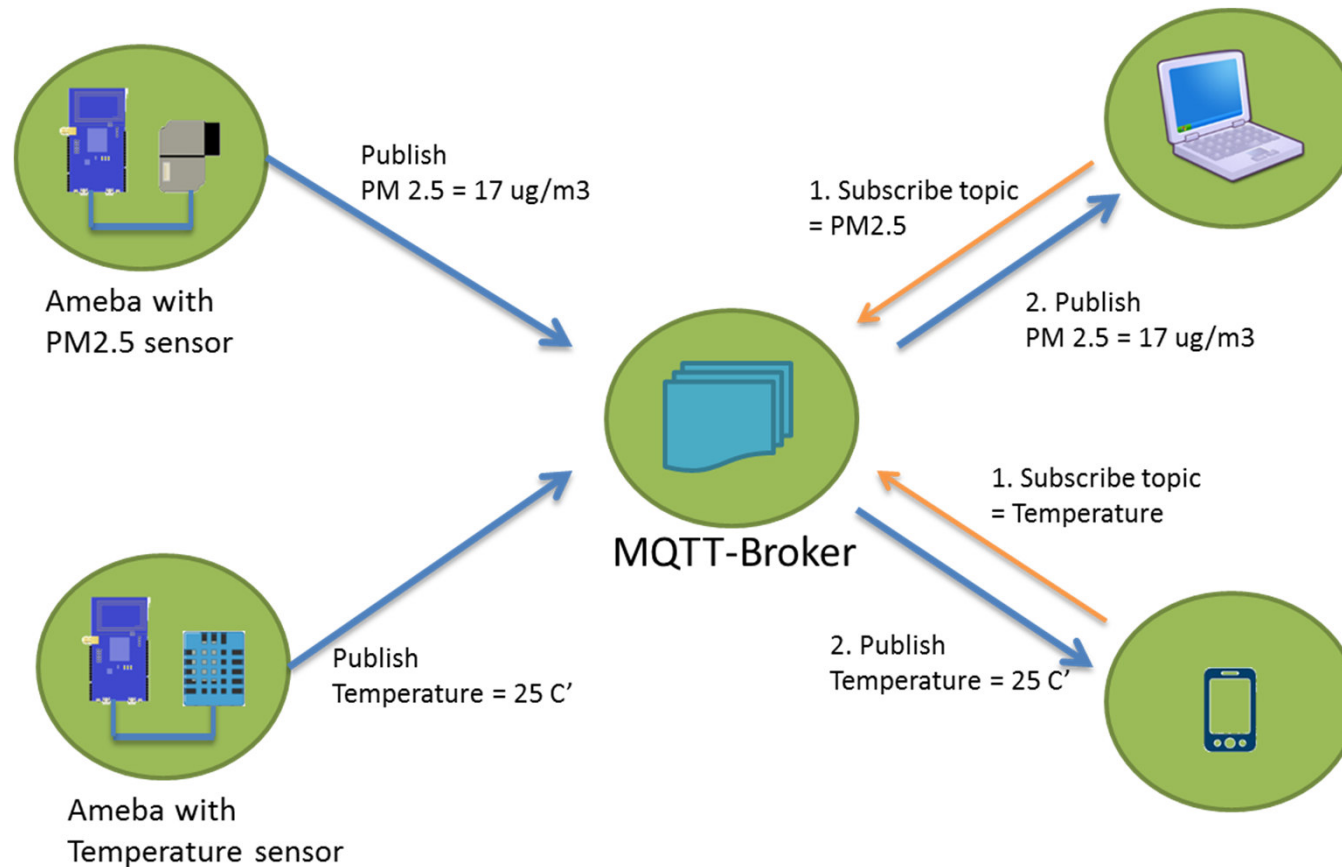 Publish
PM 2.5 = 17 ug/m3
Ameba with
PM2.5 sensor
1. Subscribe topic
= PM2.5
2. Publish
PM 2.5 = 17 ug/m3
MQTT-Broker
1. Subscribe topic
= Temperature
2. Publish
Temperature = 25 C’
Publish
Temperature = 25 C’
Ameba with
Temperature sensor